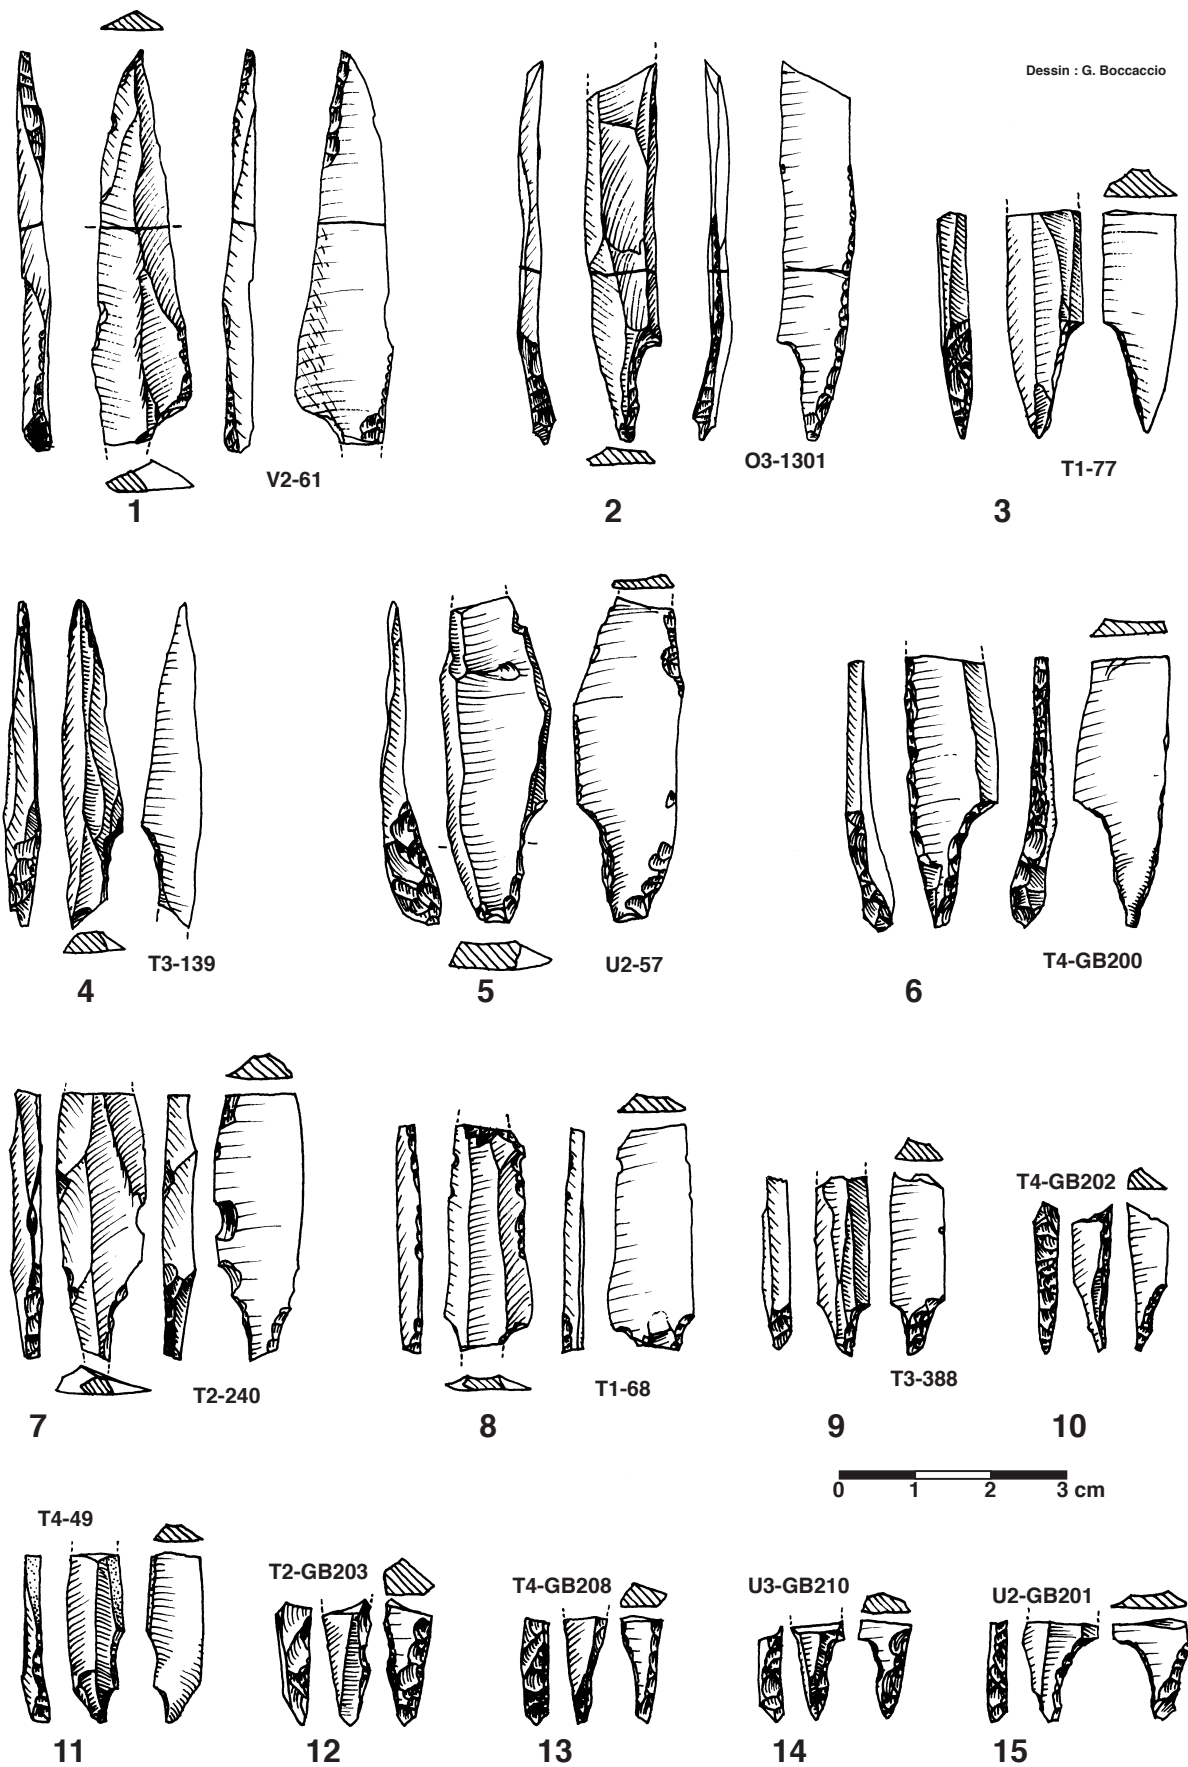 Dessin : G. Boccaccio
V2-61
1
O3-1301
2
T1-77
3
T3-139
4
U2-57
5
T4-GB200
6
T2-240
7
T1-68
8
T3-388
9
T4-GB202
10
0 1 2 3 cm
T4-49
11
T2-GB203
12
T4-GB208
13
U3-GB210
14
U2-GB201
15